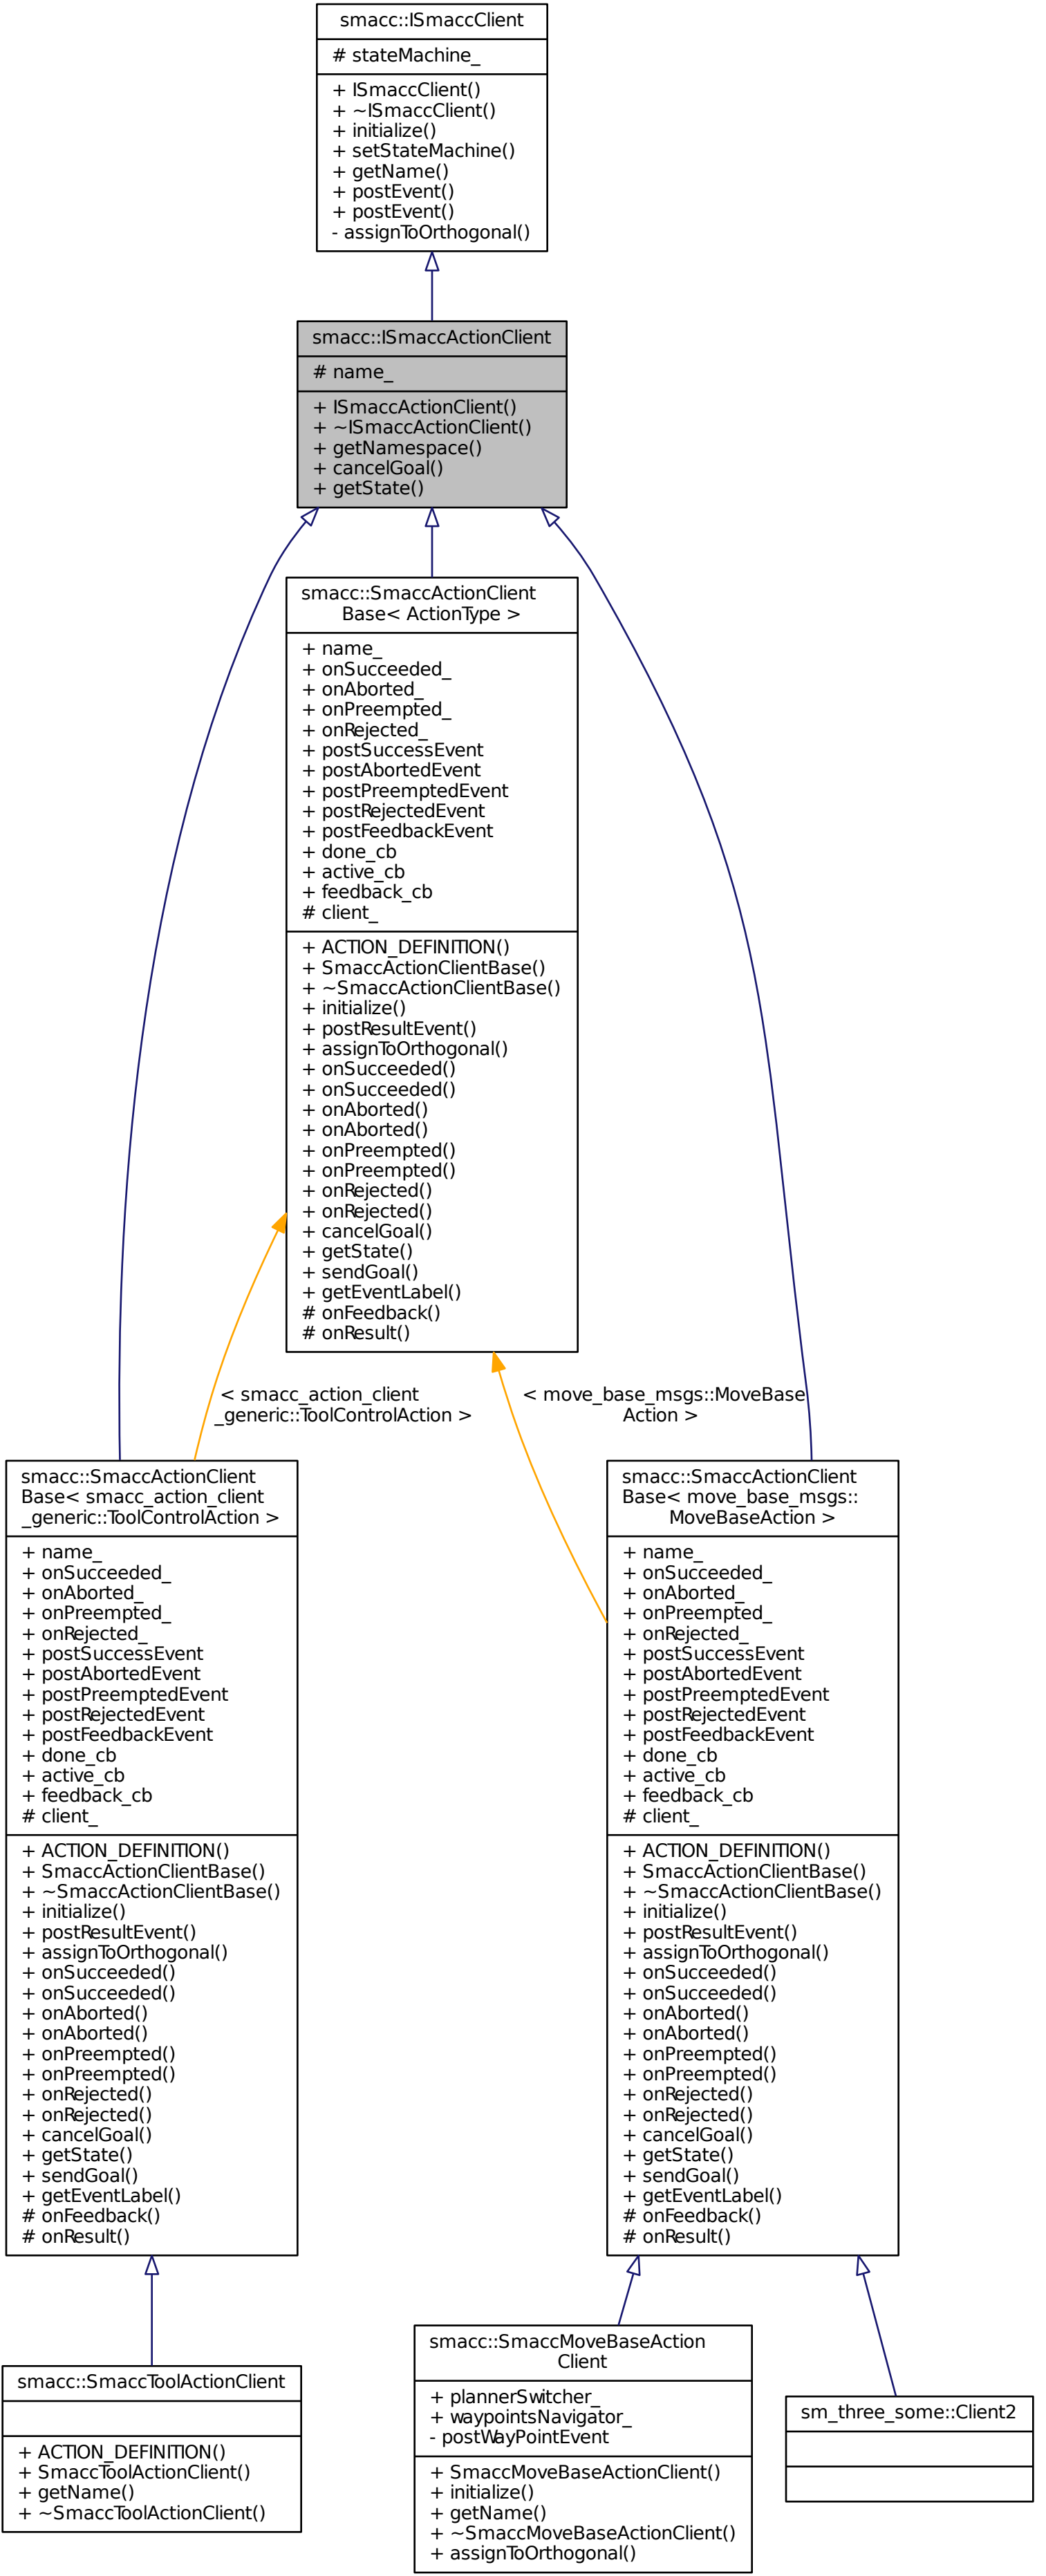 smacc::ISmaccClient
# stateMachine_
+ ISmaccClient()
+ ~ISmaccClient()
+ initialize()
+ setStateMachine()
+ getName()
+ postEvent()
+ postEvent()
- assignToOrthogonal()
smacc::ISmaccActionClient
# name_
+ ISmaccActionClient()
+ ~ISmaccActionClient()
+ getNamespace()
+ cancelGoal()
+ getState()
smacc::SmaccActionClient
Base< ActionType >
+ name_
+ onSucceeded_
+ onAborted_
+ onPreempted_
+ onRejected_
+ postSuccessEvent
+ postAbortedEvent
+ postPreemptedEvent
+ postRejectedEvent
+ postFeedbackEvent
+ done_cb
+ active_cb
+ feedback_cb
# client_
+ ACTION_DEFINITION()
+ SmaccActionClientBase()
+ ~SmaccActionClientBase()
+ initialize()
+ postResultEvent()
+ assignToOrthogonal()
+ onSucceeded()
+ onSucceeded()
+ onAborted()
+ onAborted()
+ onPreempted()
+ onPreempted()
+ onRejected()
+ onRejected()
+ cancelGoal()
+ getState()
+ sendGoal()
+ getEventLabel()
# onFeedback()
# onResult()
< smacc_action_client
_generic::ToolControlAction >
< move_base_msgs::MoveBase
Action >
smacc::SmaccActionClient
Base< smacc_action_client
_generic::ToolControlAction >
+ name_
+ onSucceeded_
+ onAborted_
+ onPreempted_
+ onRejected_
+ postSuccessEvent
+ postAbortedEvent
+ postPreemptedEvent
+ postRejectedEvent
+ postFeedbackEvent
+ done_cb
+ active_cb
+ feedback_cb
# client_
+ ACTION_DEFINITION()
+ SmaccActionClientBase()
+ ~SmaccActionClientBase()
+ initialize()
+ postResultEvent()
+ assignToOrthogonal()
+ onSucceeded()
+ onSucceeded()
+ onAborted()
+ onAborted()
+ onPreempted()
+ onPreempted()
+ onRejected()
+ onRejected()
+ cancelGoal()
+ getState()
+ sendGoal()
+ getEventLabel()
# onFeedback()
# onResult()
smacc::SmaccActionClient
Base< move_base_msgs::
MoveBaseAction >
+ name_
+ onSucceeded_
+ onAborted_
+ onPreempted_
+ onRejected_
+ postSuccessEvent
+ postAbortedEvent
+ postPreemptedEvent
+ postRejectedEvent
+ postFeedbackEvent
+ done_cb
+ active_cb
+ feedback_cb
# client_
+ ACTION_DEFINITION()
+ SmaccActionClientBase()
+ ~SmaccActionClientBase()
+ initialize()
+ postResultEvent()
+ assignToOrthogonal()
+ onSucceeded()
+ onSucceeded()
+ onAborted()
+ onAborted()
+ onPreempted()
+ onPreempted()
+ onRejected()
+ onRejected()
+ cancelGoal()
+ getState()
+ sendGoal()
+ getEventLabel()
# onFeedback()
# onResult()
smacc::SmaccToolActionClient
+ ACTION_DEFINITION()
+ SmaccToolActionClient()
+ getName()
+ ~SmaccToolActionClient()
smacc::SmaccMoveBaseAction
Client
+ plannerSwitcher_
+ waypointsNavigator_
- postWayPointEvent
+ SmaccMoveBaseActionClient()
+ initialize()
+ getName()
+ ~SmaccMoveBaseActionClient()
+ assignToOrthogonal()
sm_three_some::Client2